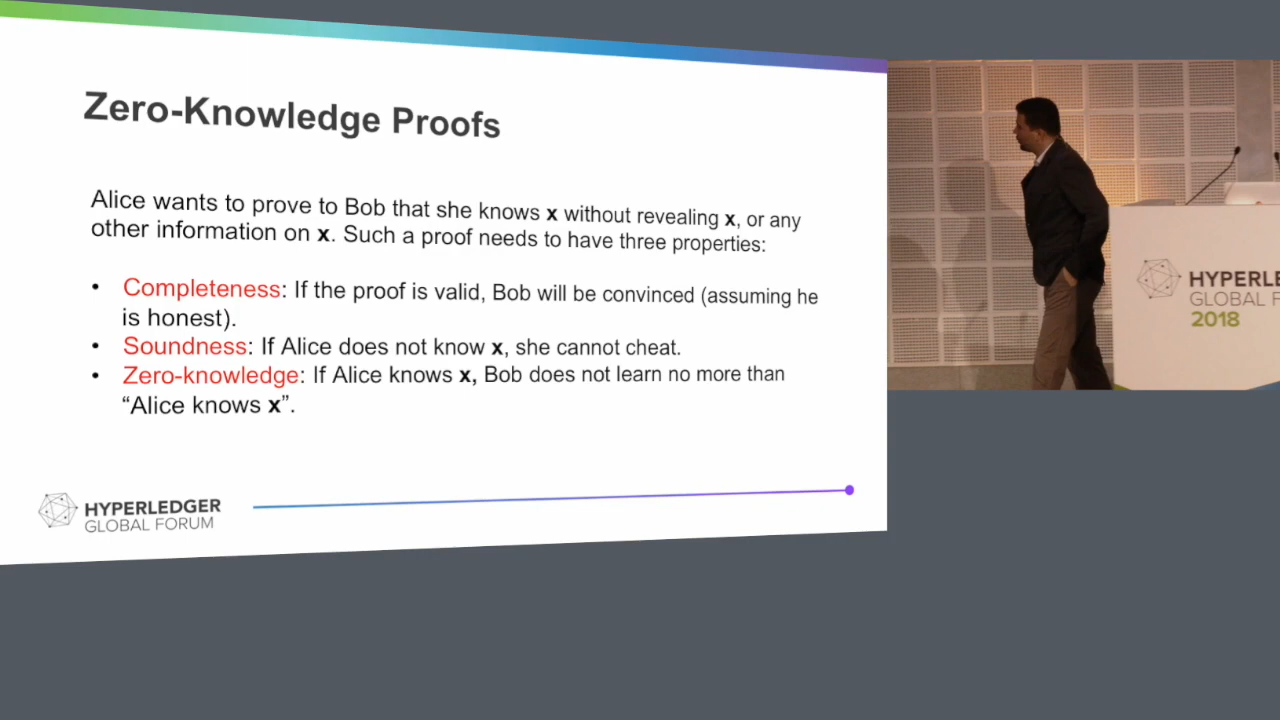 Zero-Knowledge Proofs
Alice wants to prove to Bob that she knows x without revealing x, or any
other information on x. Such a proof needs to have three properties:
• Completeness: If the proof is valid, Bob will be convinced (assuming he
is honest).
• Soundness: If Alice does not know x, she cannot cheat.
• Zero-knowledge: If Alice knows x, Bob does not learn no more than
“Alice knows x”.
HYPERLEDGER
GLOBAL FORUM
HYPERLE
GLOBAL F
2018